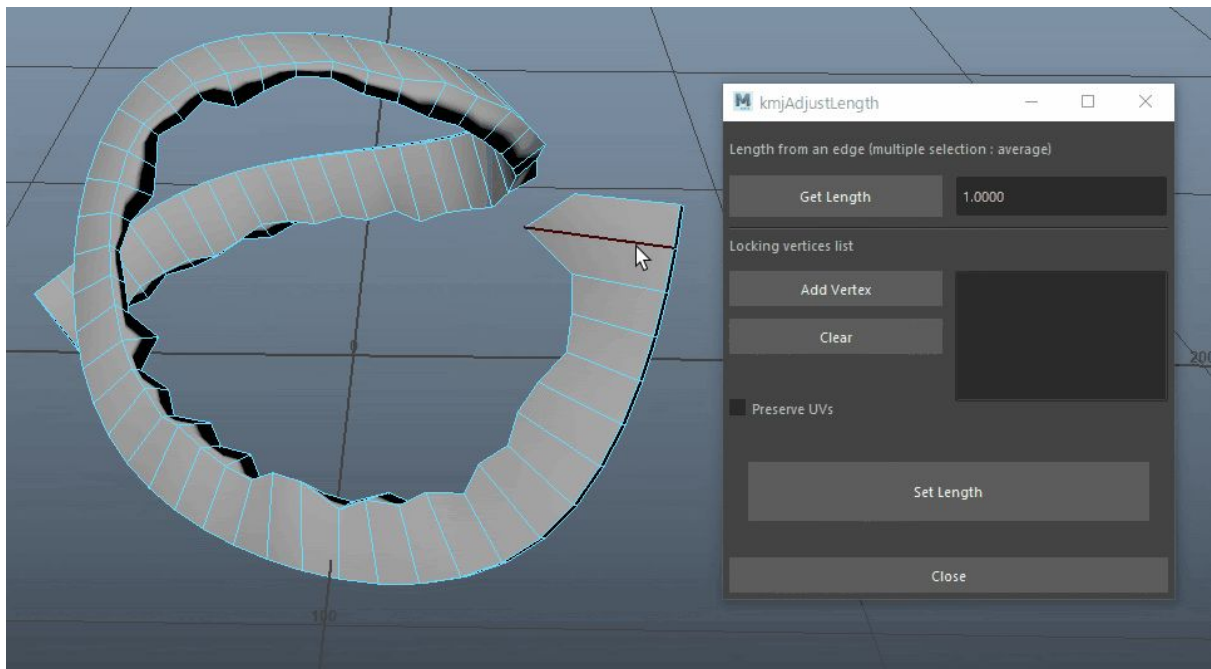 kmjAdjustLength
Length from an edge (multiple selection : average)
Get Length
1.0000
Locking vertices list
Add Vertex
Clear
Preserve UVs
Set Length
Close
0
200
100